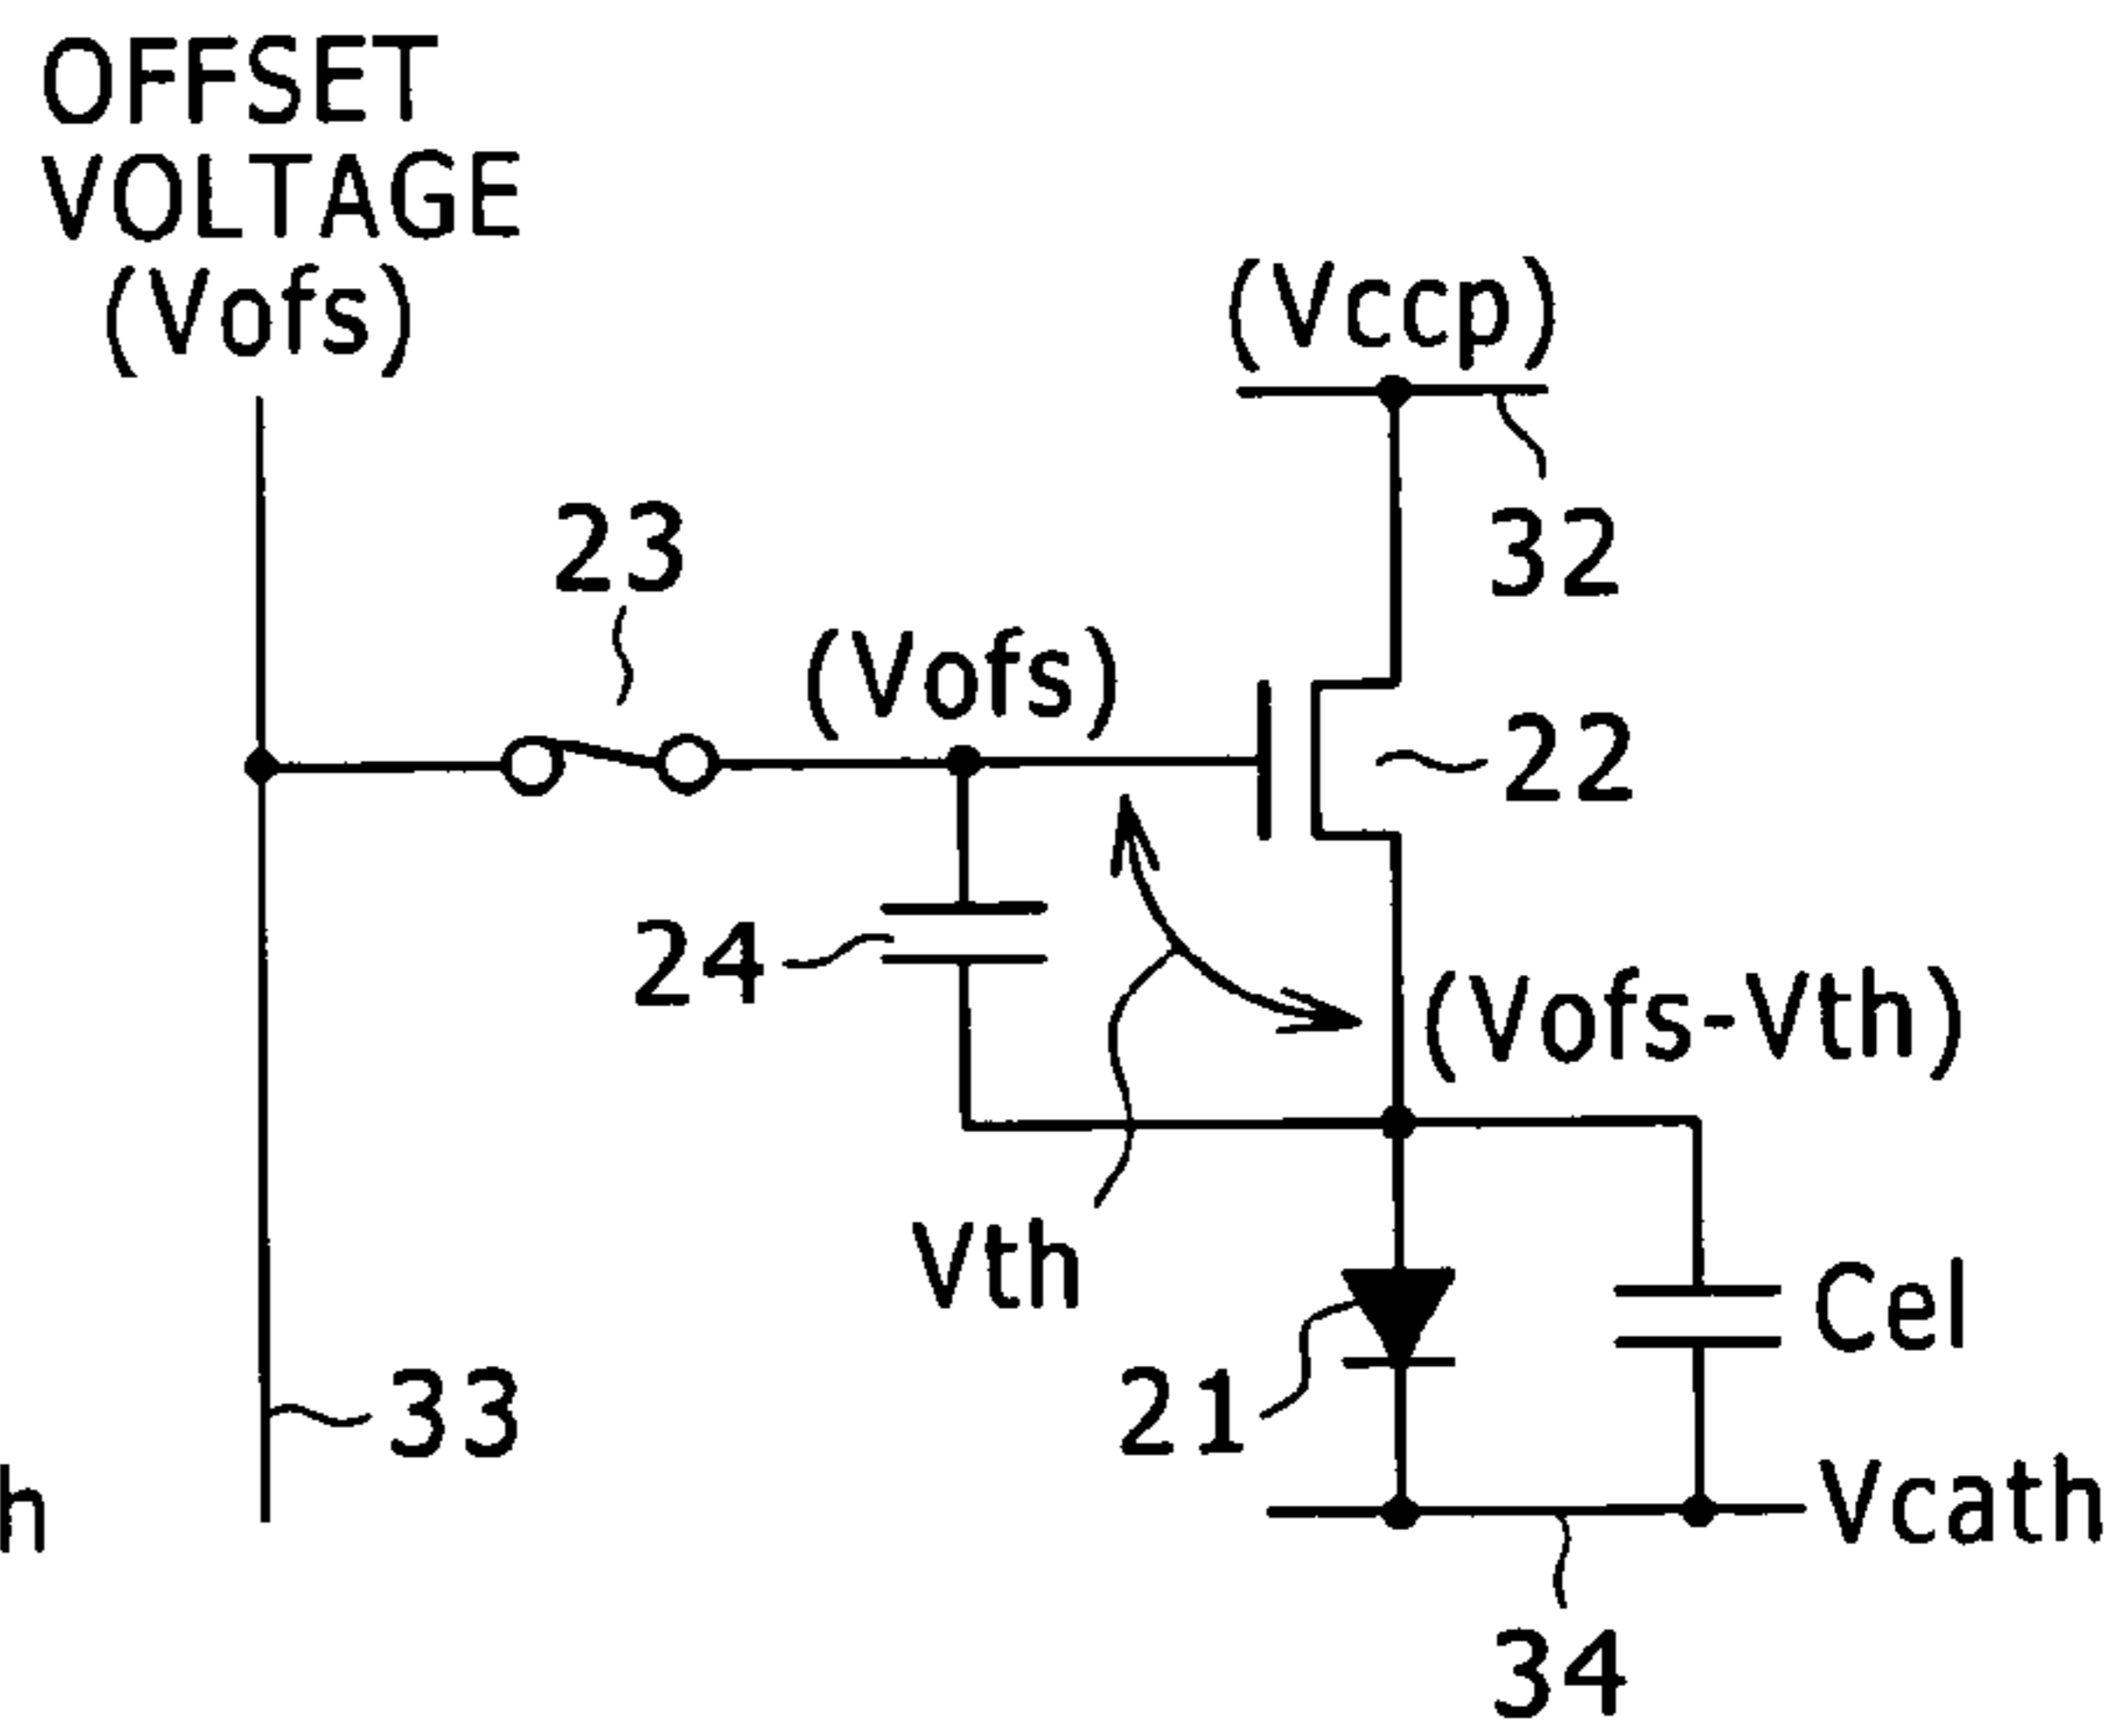 OFFSET
VOLTAGE
(Vofs)
(Vccp)
32
23
(Vofs)
22
24
(Vofs-Vth)
Vth
Cel
21
33
h
Vcath
34